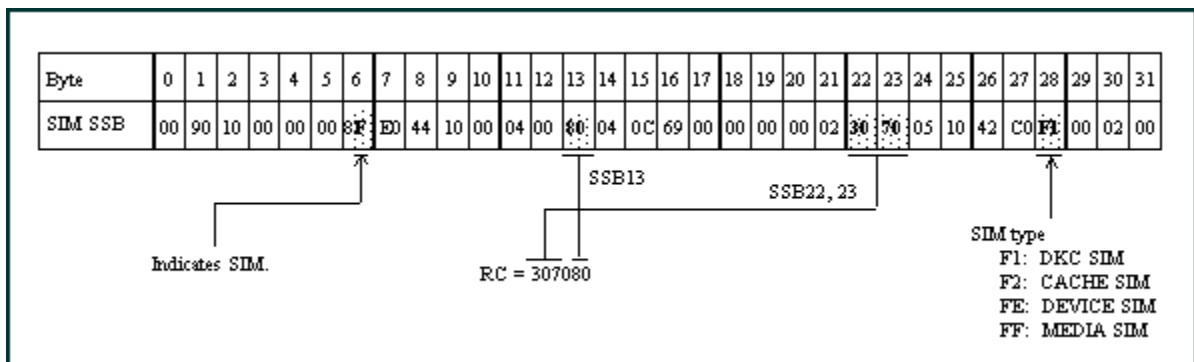 Byte 0 1 2 3 4 5 6 7 8 9 10 11 12 13 14 15 16 17 18 19 20 21 22 23 24 25 26 27 28 29 30 31
SIM SSB 00 90 10 00 00 00 8F E0 44 10 00 04 00 80 04 0C 69 00 00 00 00 02 30 70 05 10 42 C0 F1 00 02 00
SSB13
SSB22, 23
Indicates SIM.
RC = 307080
SIM type
F1: DKC SIM
F2: CACHE SIM
FE: DEVICE SIM
FF: MEDIA SIM